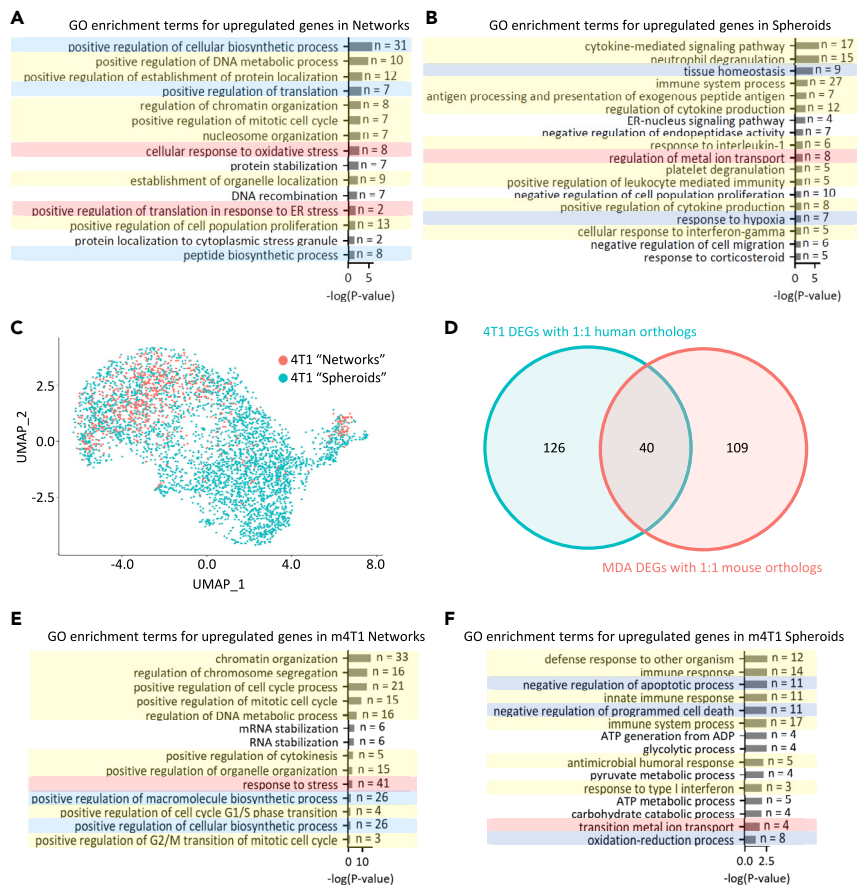 A
GO enrichment terms for upregulated genes in Networks
positive regulation of cellular biosynthetic process n = 31
positive regulation of DNA metabolic process n = 10
positive regulation of establishment of protein localization n = 12
positive regulation of translation n = 7
regulation of chromatin organization n = 8
positive regulation of mitotic cell cycle n = 7
nucleosome organization n = 7
cellular response to oxidative stress n = 8
protein stabilization n = 7
establishment of organelle localization n = 9
DNA recombination n = 7
positive regulation of translation in response to ER stress n = 2
positive regulation of cell population proliferation n = 13
protein localization to cytoplasmic stress granule n = 2
peptide biosynthetic process n = 8
0 5
-log(P-value)
B
GO enrichment terms for upregulated genes in Spheroids
cytokine-mediated signaling pathway n = 17
neutrophil degranulation n = 15
tissue homeostasis n = 9
immune system process n = 27
antigen processing and presentation of exogenous peptide antigen n = 7
regulation of cytokine production n = 12
ER-nucleus signaling pathway n = 4
negative regulation of endopeptidase activity n = 7
response to interleukin-1 n = 6
regulation of metal ion transport n = 8
platelet degranulation n = 5
positive regulation of leukocyte mediated immunity n = 5
negative regulation of cell population proliferation n = 10
positive regulation of cytokine production n = 8
response to hypoxia n = 7
cellular response to interferon-gamma n = 5
negative regulation of cell migration n = 6
response to corticosteroid n = 5
0 5
-log(P-value)
C
4T1 “Networks”
4T1 “Spheroids”
UMAP_2
2.5
0.0
-2.5
-4.0 0.0 4.0 8.0
UMAP_1
D
4T1 DEGs with 1:1 human orthologs
126 40 109
MDA DEGs with 1:1 mouse orthologs
E
GO enrichment terms for upregulated genes in m4T1 Networks
chromatin organization n = 33
regulation of chromosome segregation n = 16
positive regulation of cell cycle process n = 21
positive regulation of mitotic cell cycle n = 15
regulation of DNA metabolic process n = 16
mRNA stabilization n = 6
RNA stabilization n = 6
positive regulation of cytokinesis n = 5
positive regulation of organelle organization n = 15
response to stress n = 41
positive regulation of macromolecule biosynthetic process n = 26
positive regulation of cell cycle G1/S phase transition n = 4
positive regulation of cellular biosynthetic process n = 26
positive regulation of G2/M transition of mitotic cell cycle n = 3
0 10
-log(P-value)
F
GO enrichment terms for upregulated genes in m4T1 Spheroids
defense response to other organism n = 12
immune response n = 14
negative regulation of apoptotic process n = 11
innate immune response n = 11
negative regulation of programmed cell death n = 11
immune system process n = 17
ATP generation from ADP n = 4
glycolytic process n = 4
antimicrobial humoral response n = 5
pyruvate metabolic process n = 4
response to type I interferon n = 3
ATP metabolic process n = 5
carbohydrate catabolic process n = 4
transition metal ion transport n = 4
oxidation-reduction process n = 8
0.0 2.5
-log(P-value)